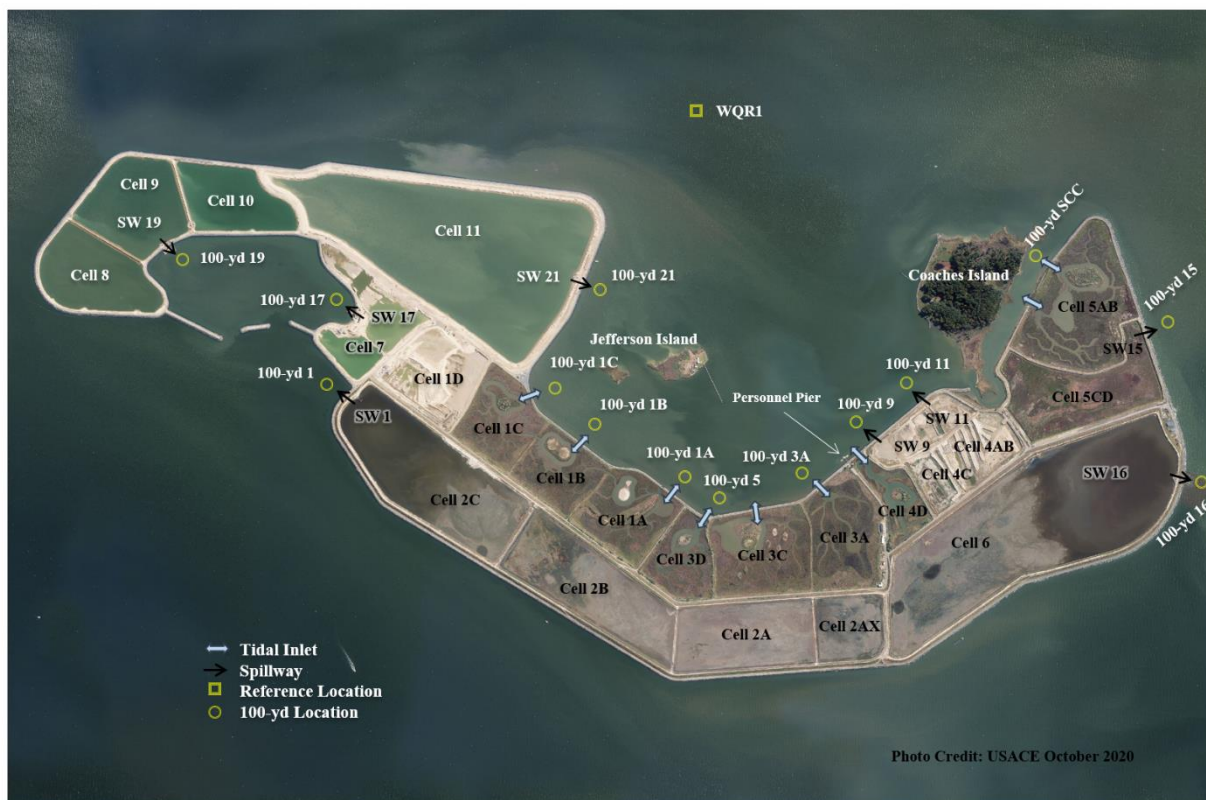 WQR1
Cell 9
SW 19
Cell 10
Cell 8
100-yd 19
Cell 11
SW 21
100-yd 21
100-yd 17
SW 17
Cell 7
100-yd 1
SW 1
Cell 1D
100-yd 1C
Cell 1C
100-yd 1B
Jefferson Island
Personnel Pier
Coaches Island
100-yd SCC
Cell 5AB
100-yd 15
SW15
Cell 5CD
100-yd 11
SW 11
100-yd 9
SW 9
Cell 4AB
Cell 4C
Cell 4D
100-yd 1A
100-yd 5
100-yd 3A
Cell 1B
Cell 1A
Cell 3D
Cell 3C
Cell 3A
Cell 2C
Cell 2B
Cell 2A
Cell 2AX
Cell 6
SW 16
100-yd 16
Tidal Inlet
Spillway
Reference Location
100-yd Location
Photo Credit: USACE October 2020